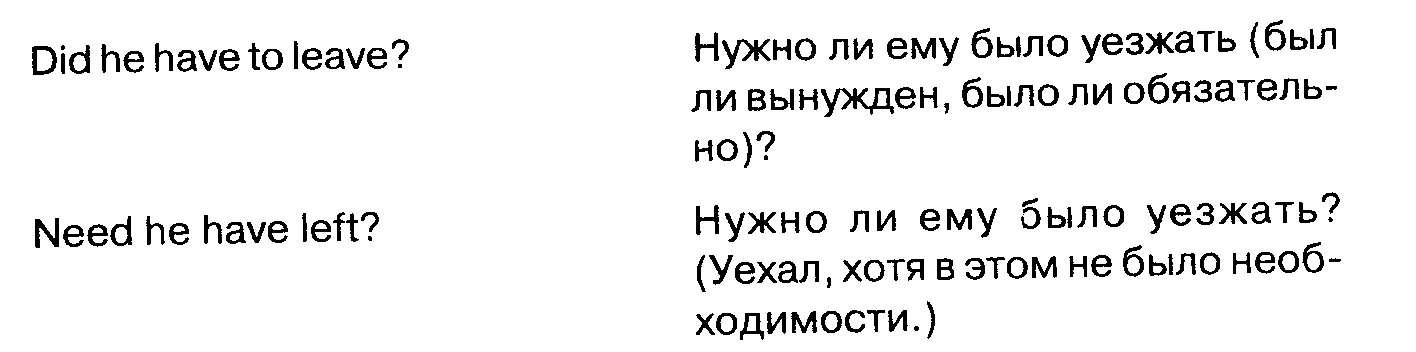 Did he have to leave?
Нужно ли ему было уезжать (был
ли вынужден, было ли обязатель-
но)?
Need he have left?
Нужно ли ему было уезжать?
(Уехал, хотя в этом не было необ-
ходимости.)